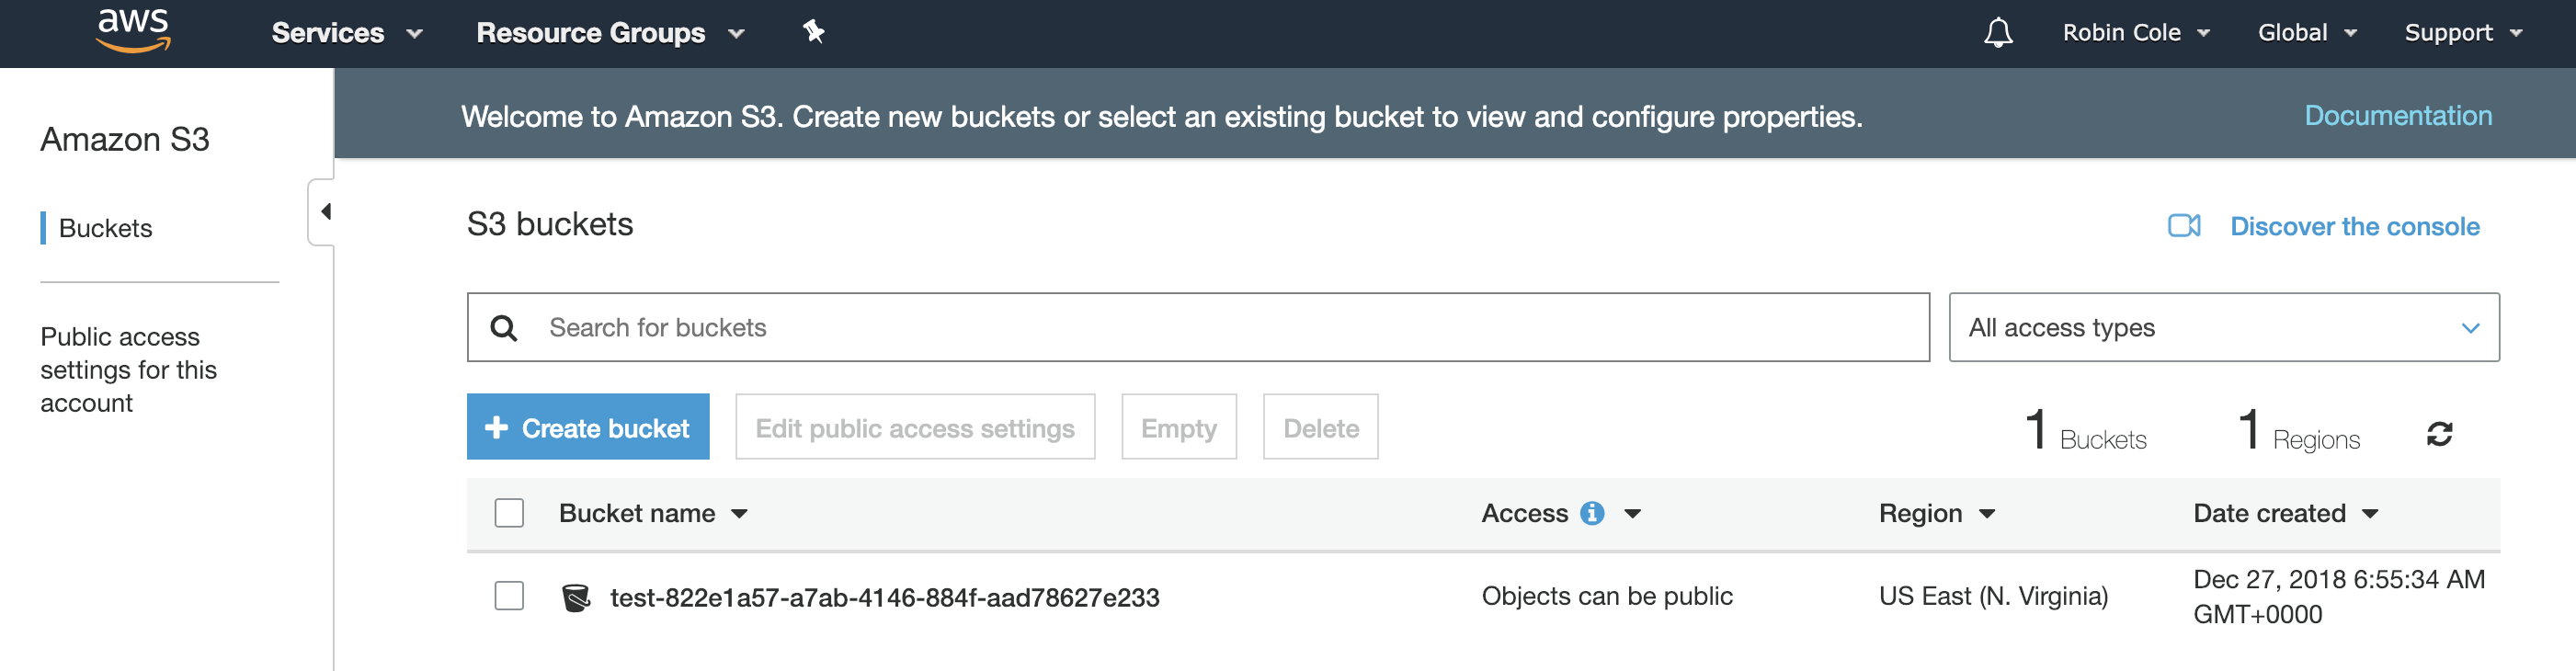 aws Services Resource Groups Robin Cole Global Support
Amazon S3
Buckets
Public access
settings for this
account
Welcome to Amazon S3. Create new buckets or select an existing bucket to view and configure properties. Documentation
S3 buckets Discover the console
Search for buckets All access types
+ Create bucket Edit public access settings Empty Delete 1 Buckets 1 Regions
Bucket name Access Region Date created
test-822e1a57-a7ab-4146-884f-aad78627e233 Objects can be public US East (N. Virginia) Dec 27, 2018 6:55:34 AM
GMT+0000